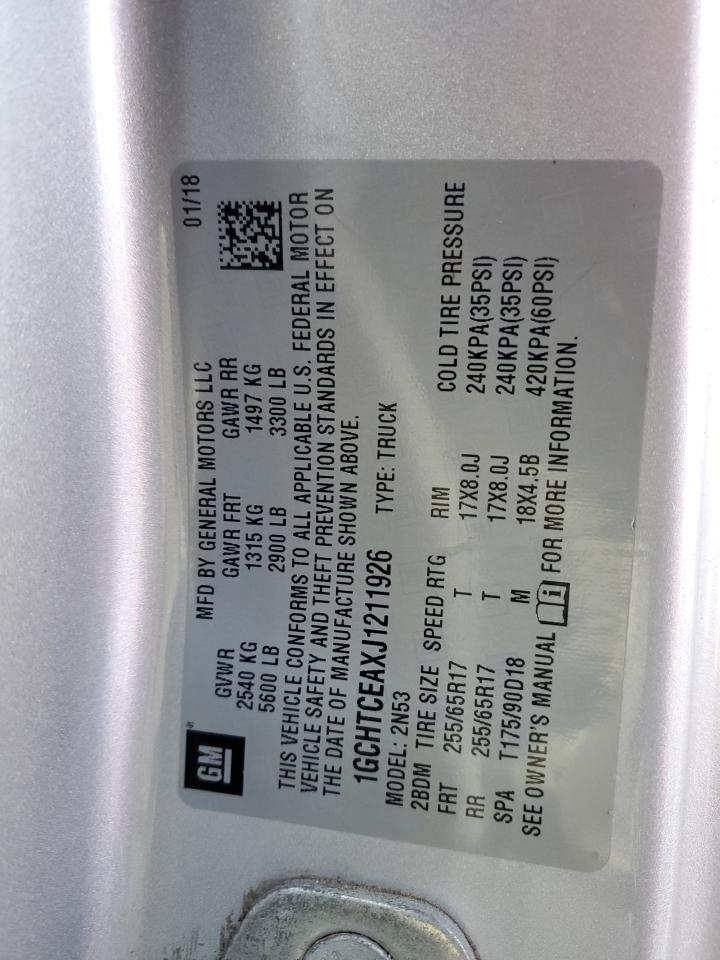 GM ® MFD BY GENERAL MOTORS LLC 01/18
GVWR GAWR FRT GAWR RR
2540 KG 1315 KG 1497 KG
5600 LB 2900 LB 3300 LB
THIS VEHICLE CONFORMS TO ALL APPLICABLE U.S. FEDERAL MOTOR
VEHICLE SAFETY AND THEFT PREVENTION STANDARDS IN EFFECT ON
THE DATE OF MANUFACTURE SHOWN ABOVE.
1GCHTCEAXJ1211926 TYPE: TRUCK
MODEL: 2N53
2BDM TIRE SIZE SPEED RTG RIM COLD TIRE PRESSURE
FRT 255/65R17 T 17X8.0J 240KPA(35PSI)
RR 255/65R17 T 17X8.0J 240KPA(35PSI)
SPA T175/90D18 M 18X4.5B 420KPA(60PSI)
SEE OWNER'S MANUAL i FOR MORE INFORMATION.